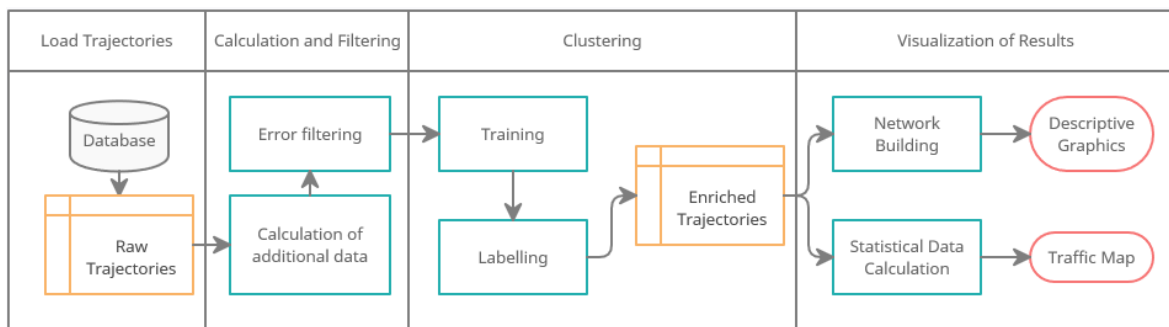 Load Trajectories
Calculation and Filtering
Clustering
Visualization of Results
Database
Raw
Trajectories
Error filtering
Calculation of
additional data
Training
Labelling
Enriched
Trajectories
Network
Building
Descriptive
Graphics
Statistical Data
Calculation
Traffic Map